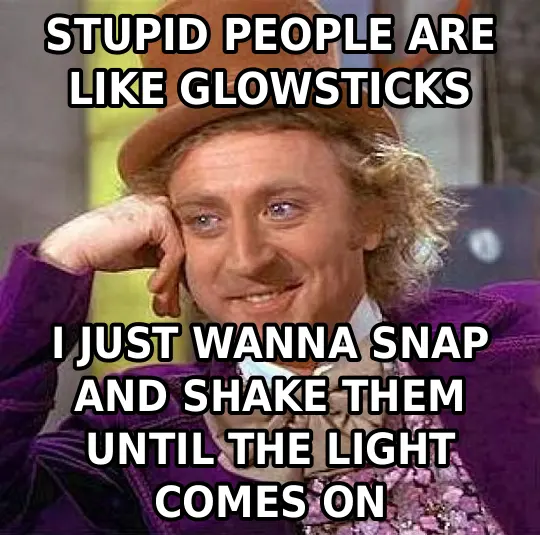 STUPID PEOPLE ARE
LIKE GLOWSTICKS
I JUST WANNA SNAP
AND SHAKE THEM
UNTIL THE LIGHT
COMES ON